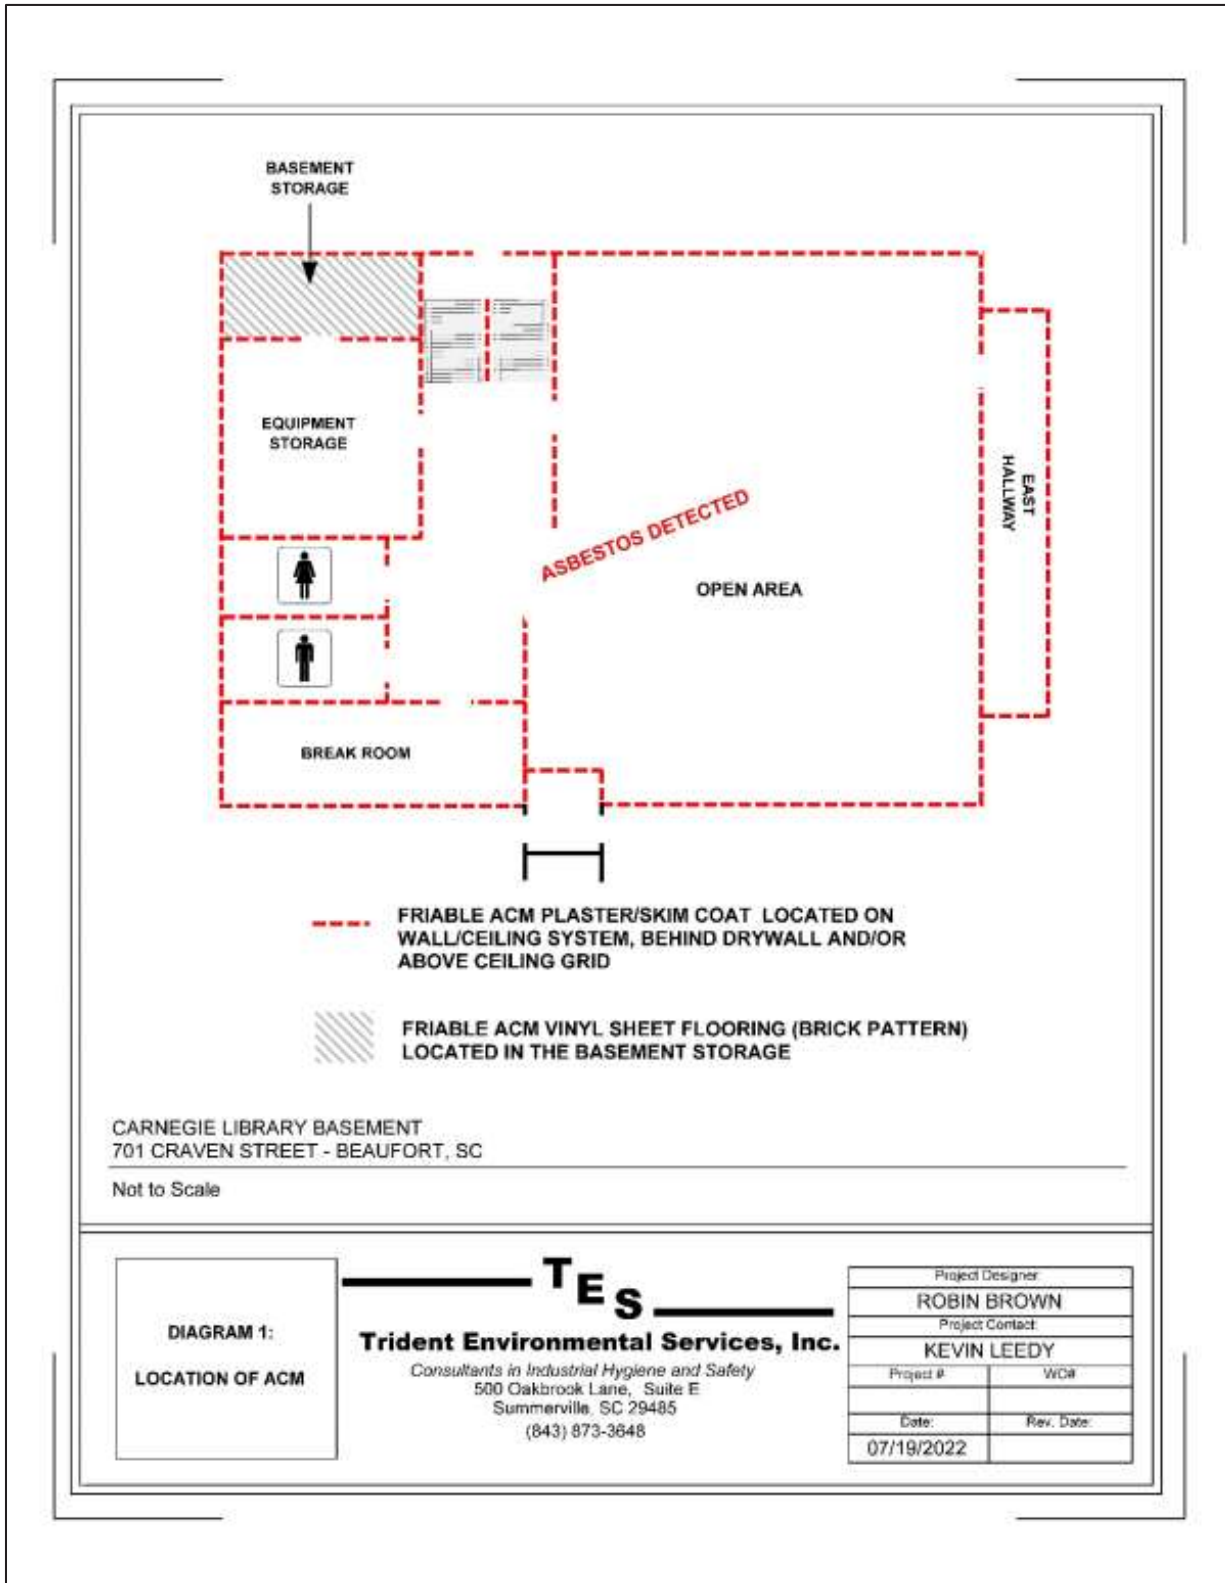 BASEMENT
STORAGE
EQUIPMENT
STORAGE
EAST
HALLWAY
ASBESTOS DETECTED
OPEN AREA
BREAK ROOM
FRIABLE ACM PLASTER/SKIM COAT LOCATED ON
WALL/CEILING SYSTEM, BEHIND DRYWALL AND/OR
ABOVE CEILING GRID
FRIABLE ACM VINYL SHEET FLOORING (BRICK PATTERN)
LOCATED IN THE BASEMENT STORAGE
CARNEGIE LIBRARY BASEMENT
701 CRAVEN STREET - BEAUFORT, SC
Not to Scale
DIAGRAM 1:
LOCATION OF ACM
TES
Trident Environmental Services, Inc.
Consultants in Industrial Hygiene and Safety
500 Oakbrook Lane, Suite E
Summerville, SC 29485
(843) 873-3648
Project Designer:
ROBIN BROWN
Project Contact:
KEVIN LEEDY
Project # WO#
Date: Rev. Date:
07/19/2022